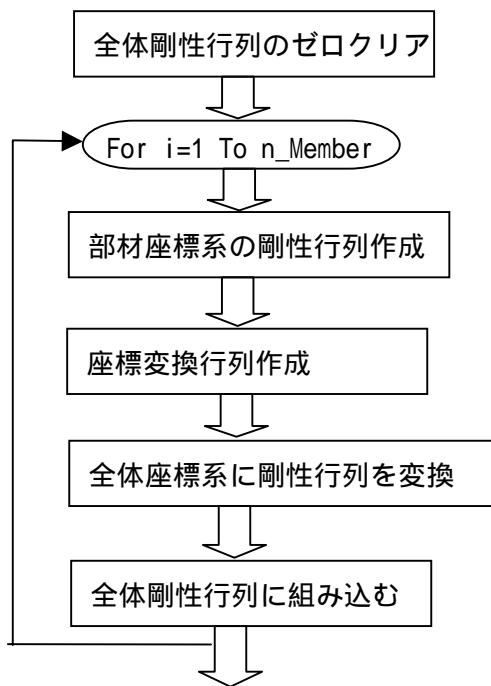 全体剛性行列のゼロクリア
For i=1 To n_Member
部材座標系の剛性行列作成
座標変換行列作成
全体座標系に剛性行列を変換
全体剛性行列に組み込む